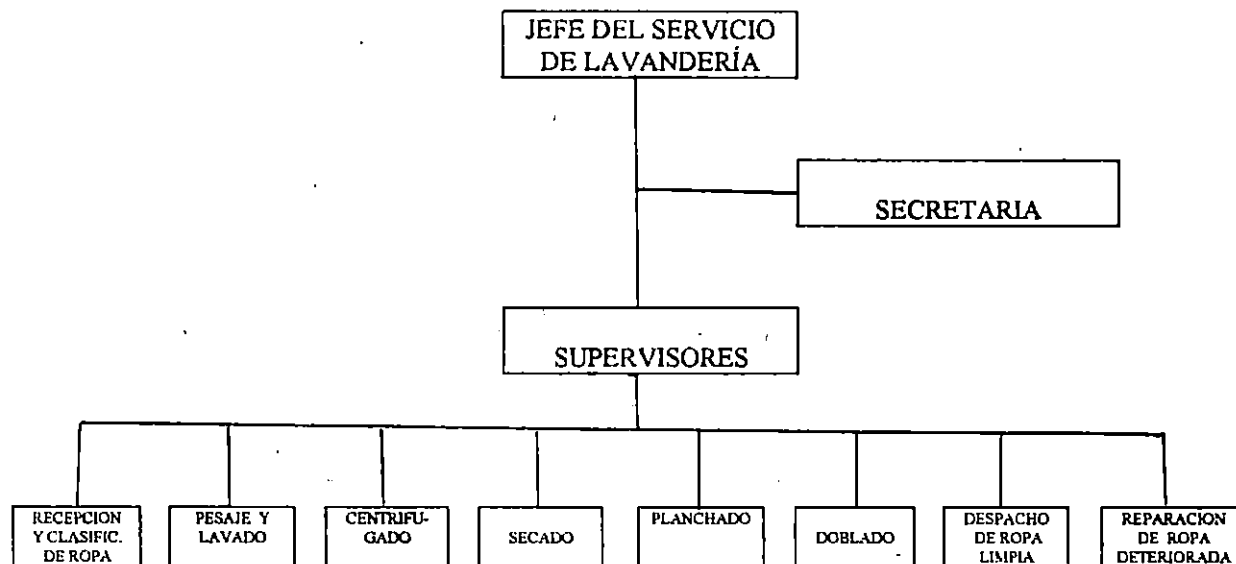 JEFE DEL SERVICIO
DE LAVANDERÍA
SECRETARIA
SUPERVISORES
RECEPCION
Y CLASIFIC.
DE ROPA
PESAJE Y
LAVADO
CENTRIFU-
GADO
SECADO
PLANCHADO
DOBLADO
DESPACHO
DE ROPA
LIMPIA
REPARACION
DE ROPA
DETERIORADA